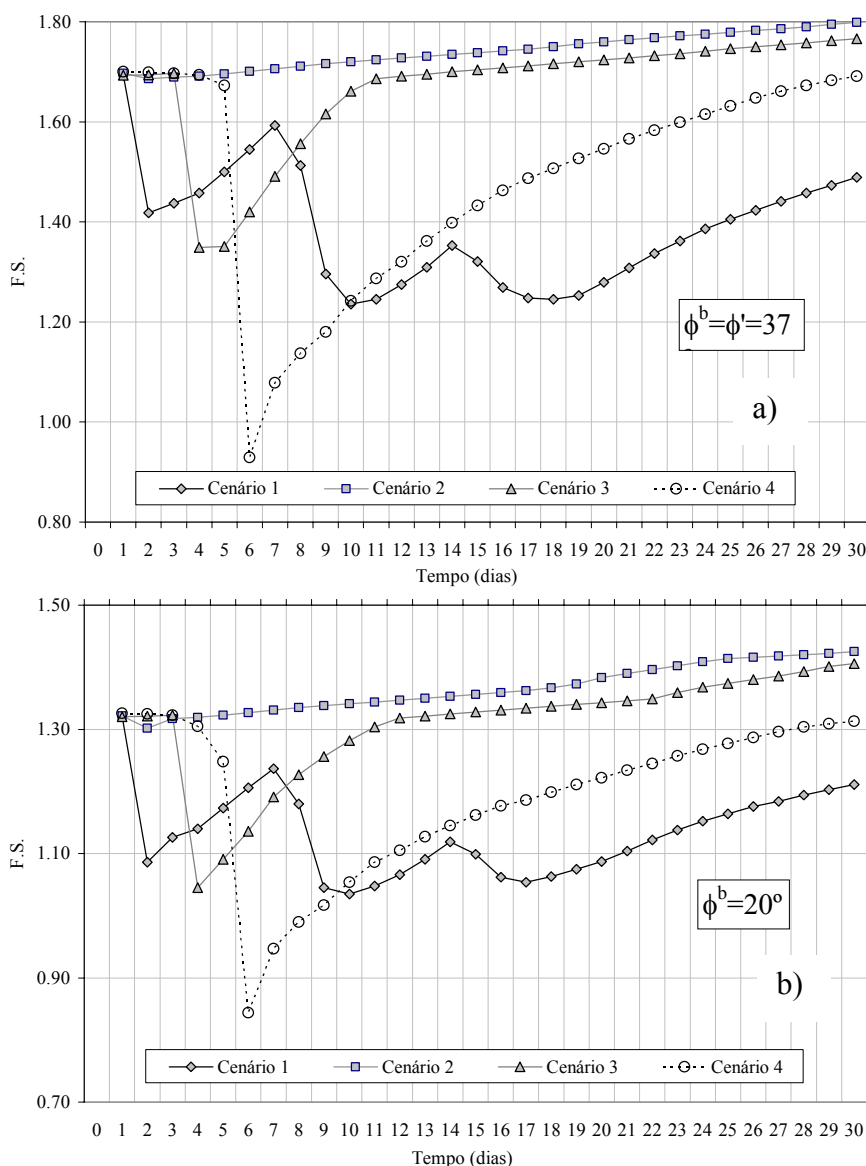 1.80
1.60
1.40
1.20
1.00
0.80
F.S.
ϕᵇ=ϕ'=37
a)
Cenário 1 Cenário 2 Cenário 3 Cenário 4
0 1 2 3 4 5 6 7 8 9 10 11 12 13 14 15 16 17 18 19 20 21 22 23 24 25 26 27 28 29 30
Tempo (dias)
1.50
1.30
1.10
0.90
0.70
F.S.
ϕᵇ=20º
b)
Cenário 1 Cenário 2 Cenário 3 Cenário 4
0 1 2 3 4 5 6 7 8 9 10 11 12 13 14 15 16 17 18 19 20 21 22 23 24 25 26 27 28 29 30
Tempo (dias)